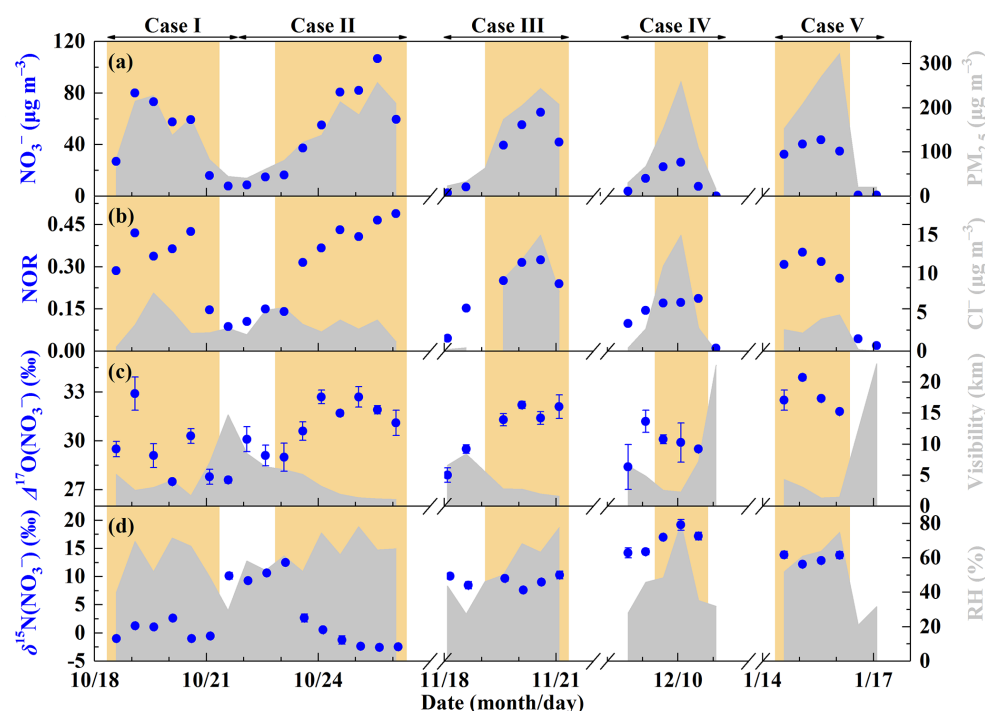 Case I Case II Case III Case IV Case V
(a)
NO₃⁻ (µg m⁻³)
120
80
40
0
PM₂.₅ (µg m⁻³)
300
200
100
0
(b)
NOR
0.45
0.30
0.15
0.00
Cl⁻ (µg m⁻³)
15
10
5
0
(c)
Δ¹⁷O(NO₃⁻) (‰)
33
30
27
Visibility (km)
20
15
10
5
0
(d)
δ¹⁵N(NO₃⁻) (‰)
20
15
10
5
0
-5
RH (%)
80
60
40
20
0
10/18 10/21 10/24 11/18 11/21 12/10 1/14 1/17
Date (month/day)